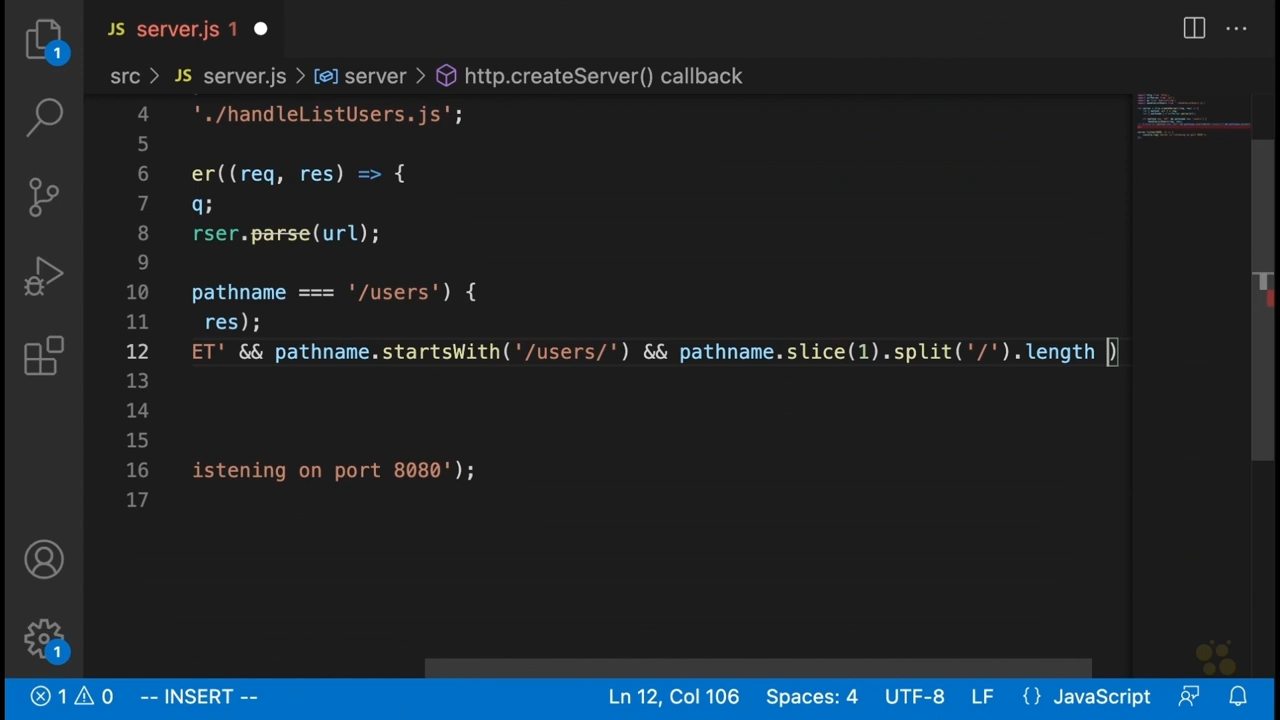 JS server.js 1
src > JS server.js > server > http.createServer() callback
4 './handleListUsers.js';
5
6 er((req, res) => {
7 q;
8 rser.parse(url);
9
10 pathname === '/users') {
11 res);
12 ET' && pathname.startsWith('/users/') && pathname.slice(1).split('/').length )
13
14
15
16 istening on port 8080');
17
1
1
1 0 -- INSERT -- Ln 12, Col 106 Spaces: 4 UTF-8 LF {} JavaScript